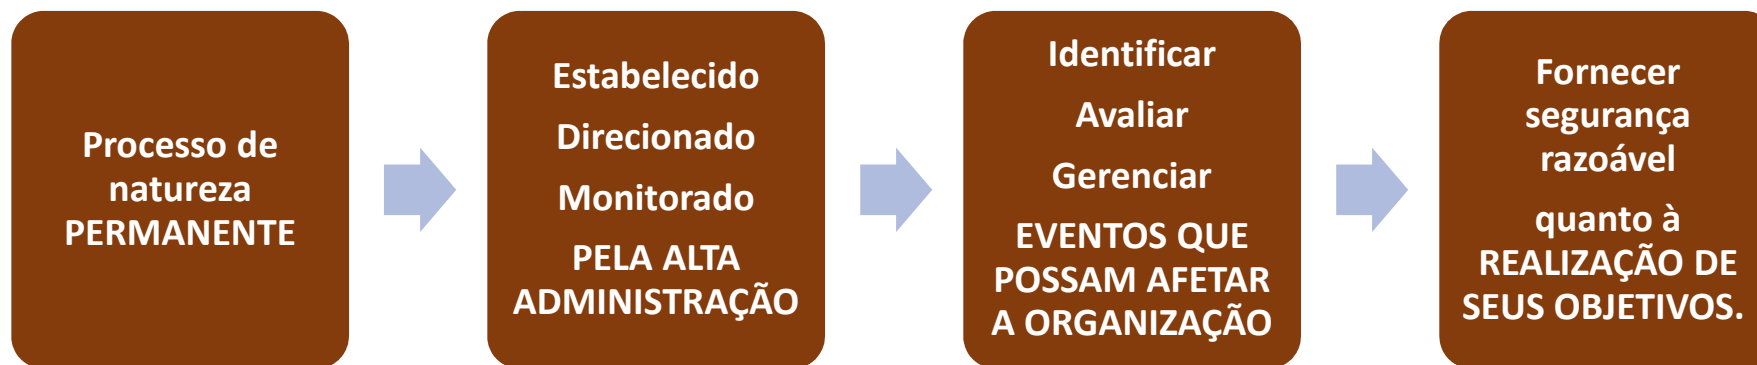 Processo de
natureza
PERMANENTE
Estabelecido
Direcionado
Monitorado
PELA ALTA
ADMINISTRAÇÃO
Identificar
Avaliar
Gerenciar
EVENTOS QUE
POSSAM AFETAR
A ORGANIZAÇÃO
Fornecer
segurança
razoável
quanto à
REALIZAÇÃO DE
SEUS OBJETIVOS.